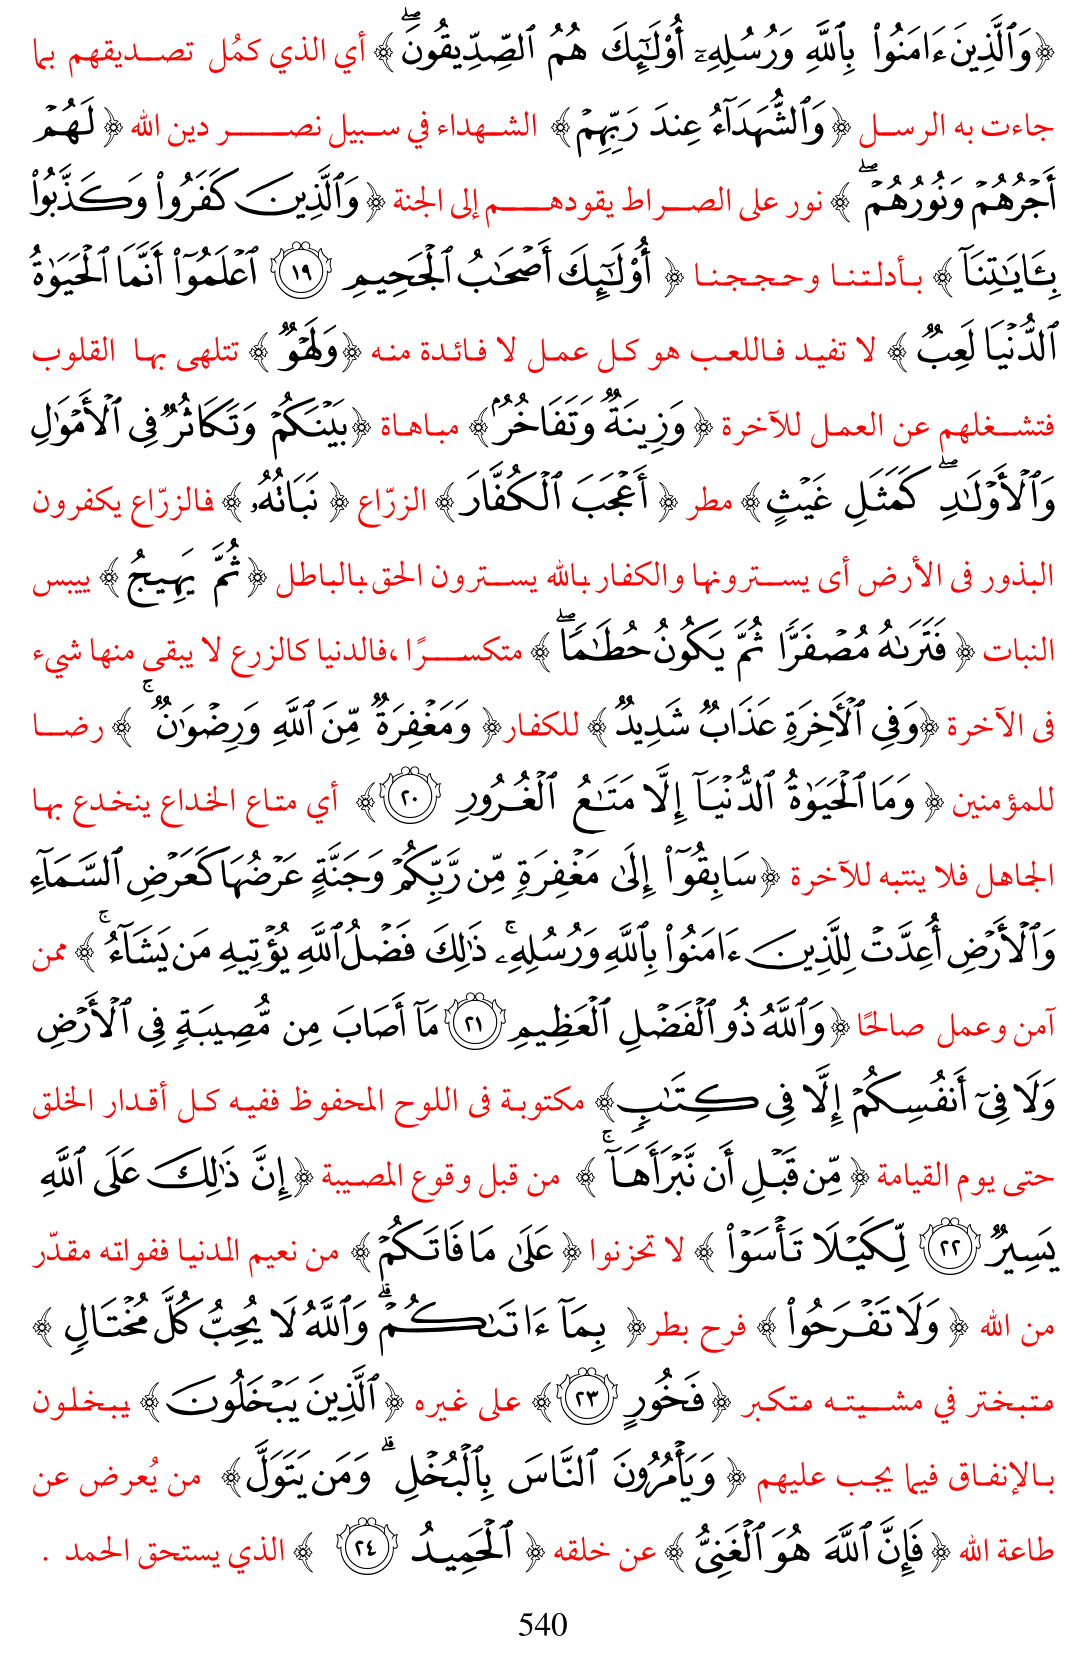 ﴿وَٱلَّذِينَ ءَامَنُوا۟ بِٱللَّهِ وَرُسُلِهِۦٓ أُو۟لَـٰٓئِكَ هُمُ ٱلصِّدِّيقُونَ ۖ﴾ أي الذي كمُل تصديقهم بما
جاءت به الرسل ﴿وَٱلشُّهَدَآءُ عِندَ رَبِّهِمْ﴾ الشهداء في سبيل نصر دين الله ﴿لَهُمْ
أَجْرُهُمْ وَنُورُهُمْ ۖ﴾ نور على الصراط يقودهم إلى الجنة ﴿وَٱلَّذِينَ كَفَرُوا۟ وَكَذَّبُوا۟
بِـَٔايَـٰتِنَآ﴾ بأدلتنا وحججنا ﴿أُو۟لَـٰٓئِكَ أَصْحَـٰبُ ٱلْجَحِيمِ ١٩ ٱعْلَمُوٓا۟ أَنَّمَا ٱلْحَيَوٰةُ
ٱلدُّنْيَا لَعِبٌ﴾ لا تفيد فاللعب هو كل عمل لا فائدة منه ﴿وَلَهْوٌ﴾ تتلهى بها القلوب
فتشغلهم عن العمل للآخرة ﴿وَزِينَةٌ وَتَفَاخُرٌۢ﴾ مباهاة ﴿بَيْنَكُمْ وَتَكَاثُرٌ فِى ٱلْأَمْوَٰلِ
وَٱلْأَوْلَـٰدِ ۖ كَمَثَلِ غَيْثٍ﴾ مطر ﴿أَعْجَبَ ٱلْكُفَّارَ﴾ الزرّاع ﴿نَبَاتُهُۥ﴾ فالزرّاع يكفرون
البذور فى الأرض أى يسترونها والكفار بالله يسترون الحق بالباطل ﴿ثُمَّ يَهِيجُ﴾ ييبس
النبات ﴿فَتَرَىٰهُ مُصْفَرًّا ثُمَّ يَكُونُ حُطَـٰمًا ۖ﴾ متكسرًا ،فالدنيا كالزرع لا يبقى منها شيء
فى الآخرة ﴿وَفِى ٱلْـَٔاخِرَةِ عَذَابٌ شَدِيدٌ﴾ للكفار﴿وَمَغْفِرَةٌ مِّنَ ٱللَّهِ وَرِضْوَٰنٌ ۚ﴾ رضا
للمؤمنين ﴿وَمَا ٱلْحَيَوٰةُ ٱلدُّنْيَآ إِلَّا مَتَـٰعُ ٱلْغُرُورِ ٢٠﴾ أي متاع الخداع ينخدع بها
الجاهل فلا ينتبه للآخرة ﴿سَابِقُوٓا۟ إِلَىٰ مَغْفِرَةٍ مِّن رَّبِّكُمْ وَجَنَّةٍ عَرْضُهَا كَعَرْضِ ٱلسَّمَآءِ
وَٱلْأَرْضِ أُعِدَّتْ لِلَّذِينَ ءَامَنُوا۟ بِٱللَّهِ وَرُسُلِهِۦ ۚ ذَٰلِكَ فَضْلُ ٱللَّهِ يُؤْتِيهِ مَن يَشَآءُ ۚ﴾ ممن
آمن وعمل صالحًا ﴿وَٱللَّهُ ذُو ٱلْفَضْلِ ٱلْعَظِيمِ ٢١ مَآ أَصَابَ مِن مُّصِيبَةٍ فِى ٱلْأَرْضِ
وَلَا فِىٓ أَنفُسِكُمْ إِلَّا فِى كِتَـٰبٍ﴾ مكتوبة فى اللوح المحفوظ ففيه كل أقدار الخلق
حتى يوم القيامة ﴿مِّن قَبْلِ أَن نَّبْرَأَهَآ ۚ﴾ من قبل وقوع المصيبة ﴿إِنَّ ذَٰلِكَ عَلَى ٱللَّهِ
يَسِيرٌ ٢٢ لِّكَيْلَا تَأْسَوْا۟﴾ لا تحزنوا ﴿عَلَىٰ مَا فَاتَكُمْ﴾ من نعيم الدنيا ففواته مقدّر
من الله ﴿وَلَا تَفْرَحُوا۟﴾ فرح بطر﴿بِمَآ ءَاتَىٰكُمْ ۗ وَٱللَّهُ لَا يُحِبُّ كُلَّ مُخْتَالٍ﴾
متبختر في مشيته متكبر ﴿فَخُورٍ ٢٣﴾ على غيره ﴿ٱلَّذِينَ يَبْخَلُونَ﴾ يبخلون
بالإنفاق فيما يجب عليهم ﴿وَيَأْمُرُونَ ٱلنَّاسَ بِٱلْبُخْلِ ۗ وَمَن يَتَوَلَّ﴾ من يُعرض عن
طاعة الله ﴿فَإِنَّ ٱللَّهَ هُوَ ٱلْغَنِىُّ﴾ عن خلقه ﴿ٱلْحَمِيدُ ٢٤﴾ الذي يستحق الحمد .
540